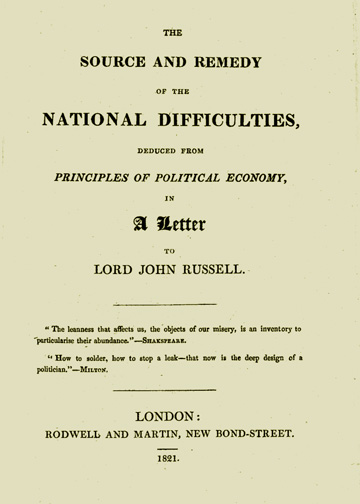 THE
SOURCE AND REMEDY
OF THE
NATIONAL DIFFICULTIES,
DEDUCED FROM
PRINCIPLES OF POLITICAL ECONOMY,
IN
A Letter
TO
LORD JOHN RUSSELL.
" The leanness that affects us, the objects of our misery, is an inventory to
particularise their abundance."—SHAKSPEARE.
" How to solder, how to stop a leak—that now is the deep design of a
politician."—MILTON.
LONDON:
RODWELL AND MARTIN, NEW BOND-STREET.
1821.